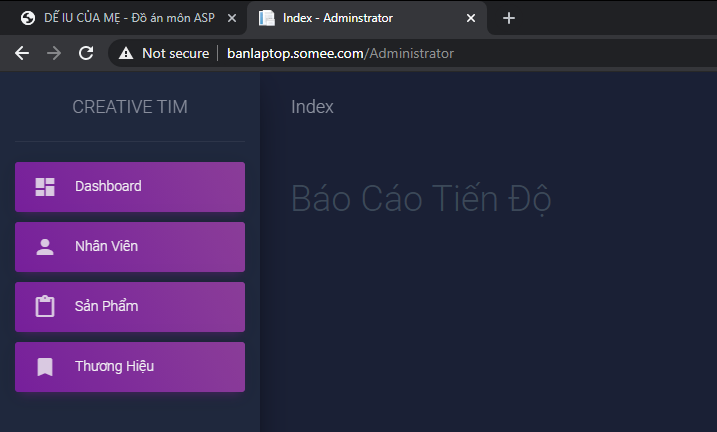 DẾ IU CỦA MẸ - Đồ án môn ASP
Index - Adminstrator
Not secure
banlaptop.somee.com/Administrator
CREATIVE TIM
Index
Dashboard
Báo Cáo Tiến Độ
Nhân Viên
Sản Phẩm
Thương Hiệu